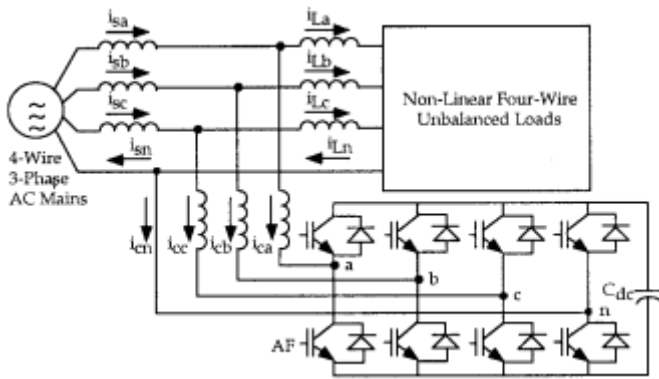 isa
iLa
isb
iLb
isc
iLc
isn
iLn
Non-Linear Four-Wire
Unbalanced Loads
4-Wire
3-Phase
AC Mains
icn
icc
icb
ica
a
b
c
n
Cdc
AF